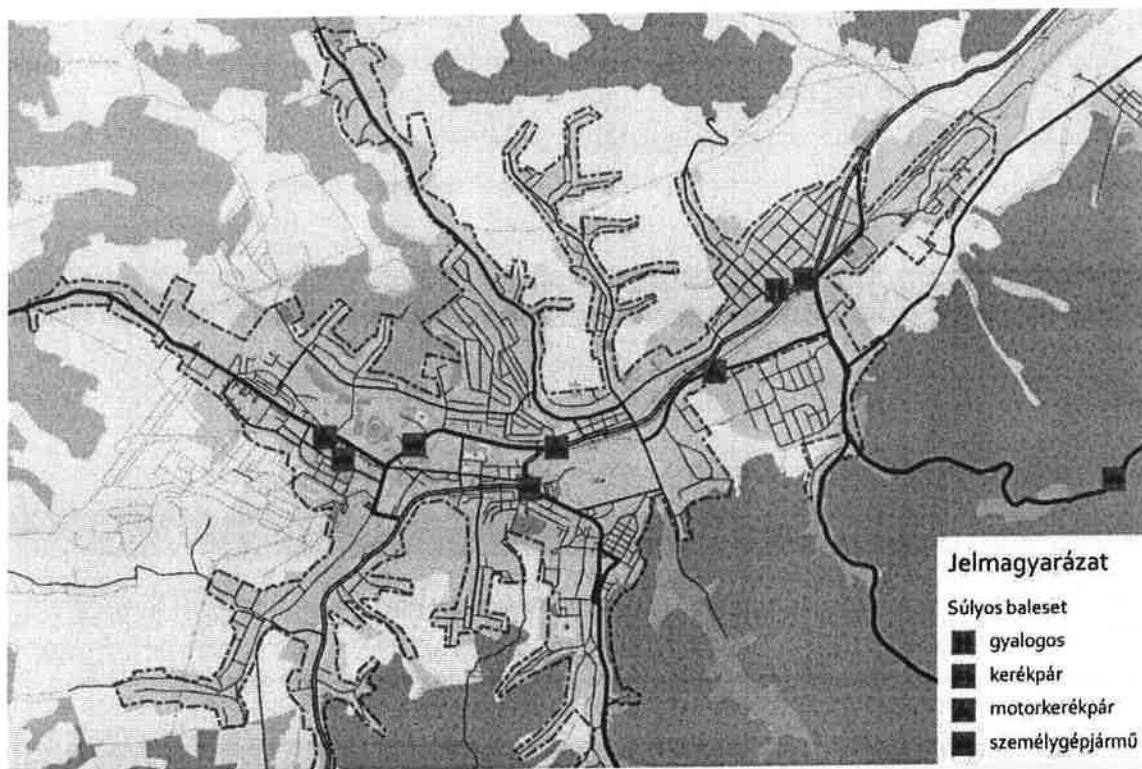 Jelmagyarázat
Súlyos baleset
gyalogos
kerékpár
motorkerékpár
személygépjármű